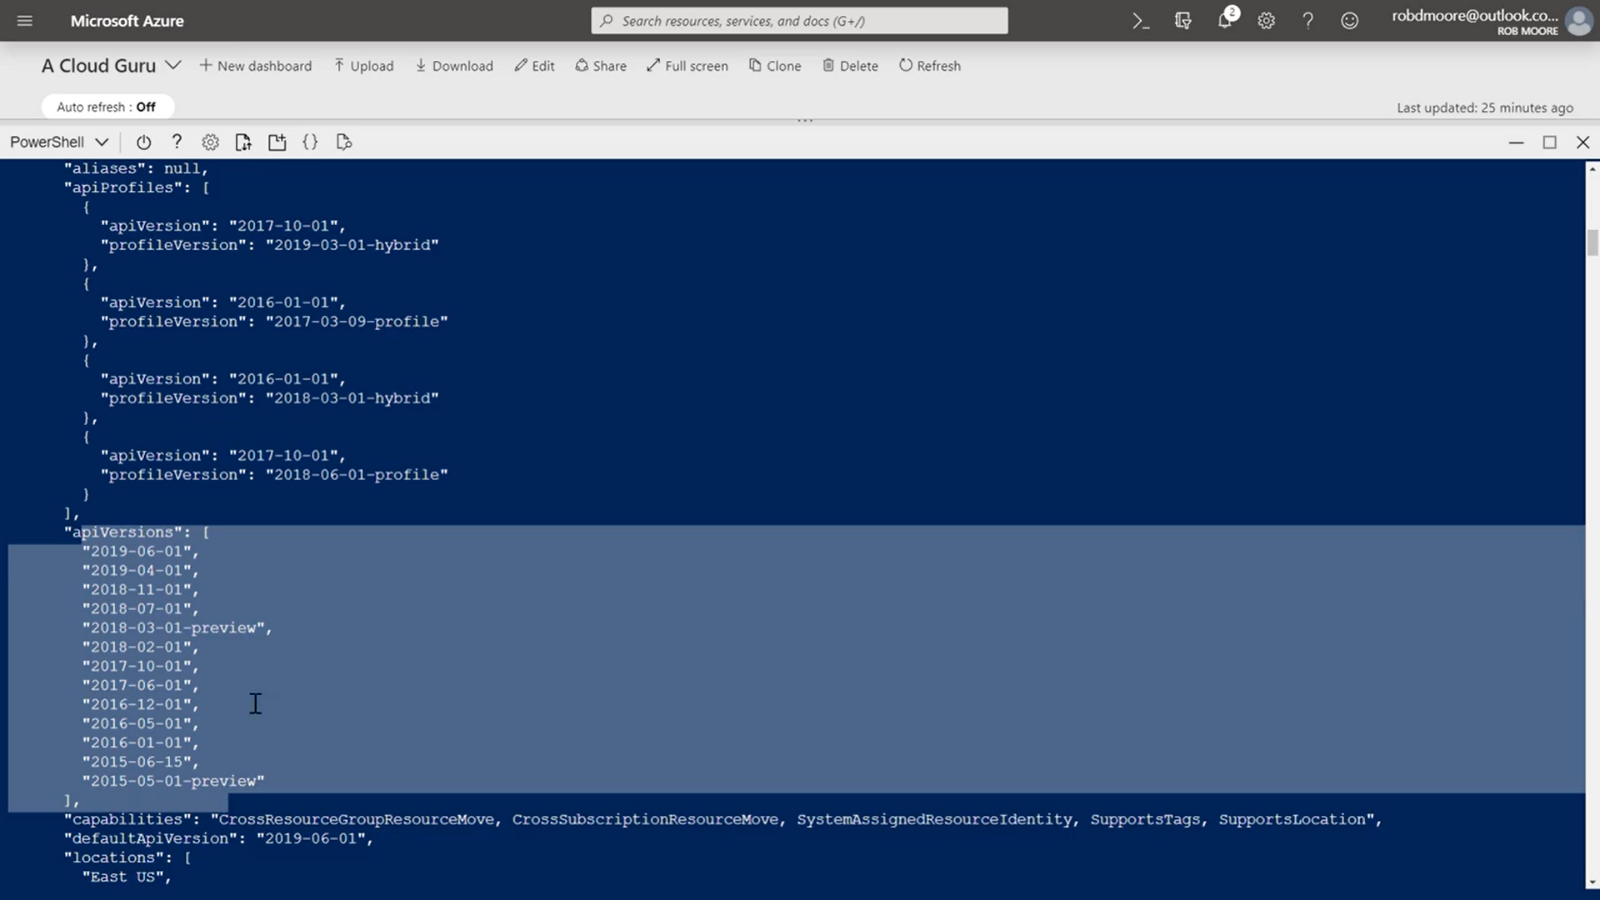 Microsoft Azure
Search resources, services, and docs (G+/)
2
robdmoore@outlook.co...
ROB MOORE
A Cloud Guru
New dashboard
Upload
Download
Edit
Share
Full screen
Clone
Delete
Refresh
Auto refresh : Off
Last updated: 25 minutes ago
PowerShell
"aliases": null,
"apiProfiles": [
{
"apiVersion": "2017-10-01",
"profileVersion": "2019-03-01-hybrid"
},
{
"apiVersion": "2016-01-01",
"profileVersion": "2017-03-09-profile"
},
{
"apiVersion": "2016-01-01",
"profileVersion": "2018-03-01-hybrid"
},
{
"apiVersion": "2017-10-01",
"profileVersion": "2018-06-01-profile"
}
],
"apiVersions": [
"2019-06-01",
"2019-04-01",
"2018-11-01",
"2018-07-01",
"2018-03-01-preview",
"2018-02-01",
"2017-10-01",
"2017-06-01",
"2016-12-01",
"2016-05-01",
"2016-01-01",
"2015-06-15",
"2015-05-01-preview"
],
"capabilities": "CrossResourceGroupResourceMove, CrossSubscriptionResourceMove, SystemAssignedResourceIdentity, SupportsTags, SupportsLocation",
"defaultApiVersion": "2019-06-01",
"locations": [
"East US",